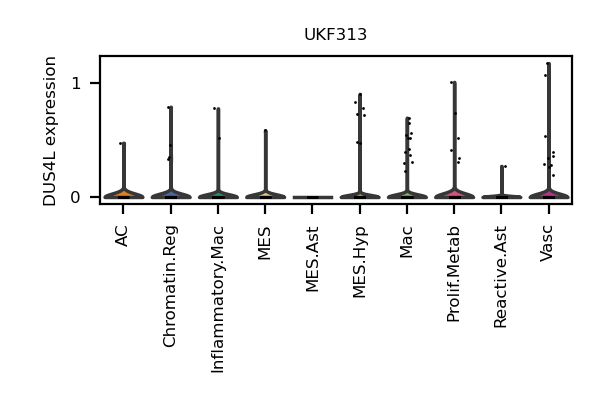 UKF313
DUS4L expression
1
0
AC
Chromatin.Reg
Inflammatory.Mac
MES
MES.Ast
MES.Hyp
Mac
Prolif.Metab
Reactive.Ast
Vasc